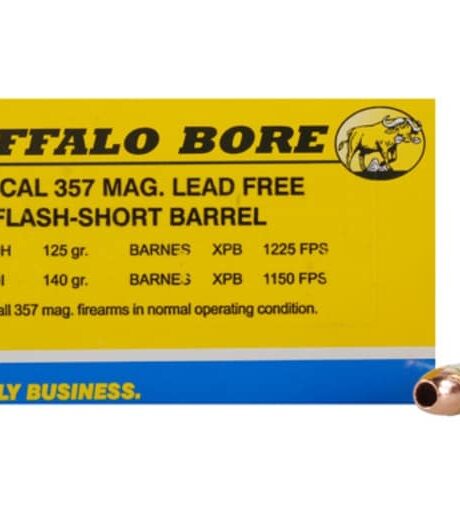 FFALO BORE
CAL 357 MAG. LEAD FREE
FLASH-SHORT BARREL
H 125 gr. BARNES XPB 1225 FPS
I 140 gr. BARNES XPB 1150 FPS
all 357 mag. firearms in normal operating condition.
LY BUSINESS.